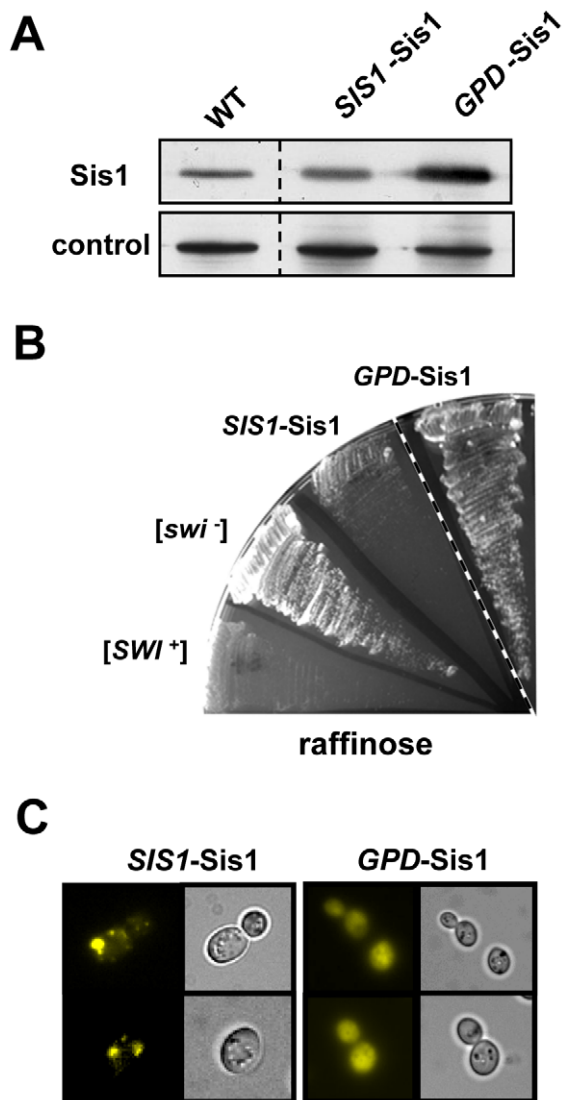 A
WT
SIS1-Sis1
GPD-Sis1
Sis1
control
B
GPD-Sis1
SIS1-Sis1
[swi -]
[SWI +]
raffinose
C
SIS1-Sis1
GPD-Sis1